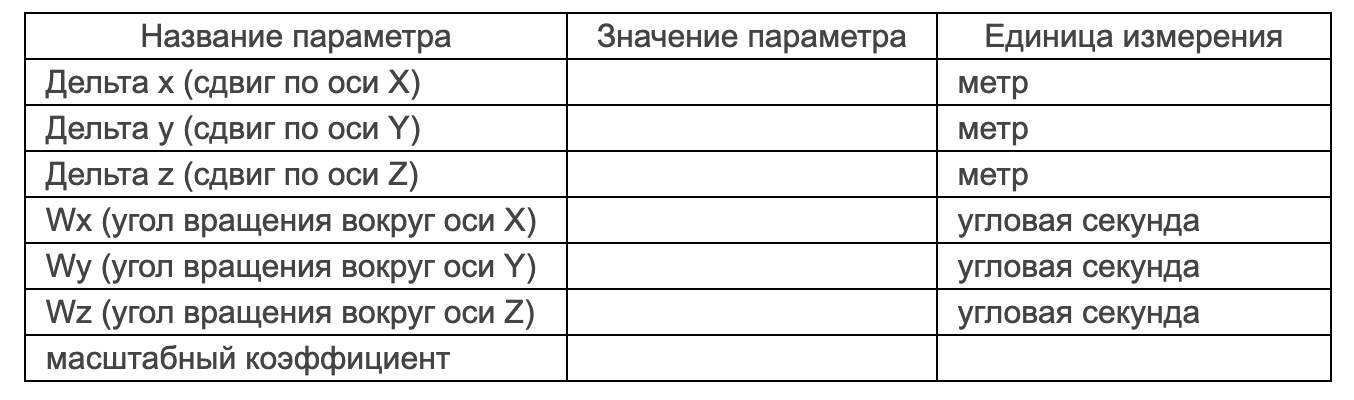 Название параметра Значение параметра Единица измерения
Дельта x (сдвиг по оси X) метр
Дельта y (сдвиг по оси Y) метр
Дельта z (сдвиг по оси Z) метр
Wx (угол вращения вокруг оси X) угловая секунда
Wy (угол вращения вокруг оси Y) угловая секунда
Wz (угол вращения вокруг оси Z) угловая секунда
масштабный коэффициент